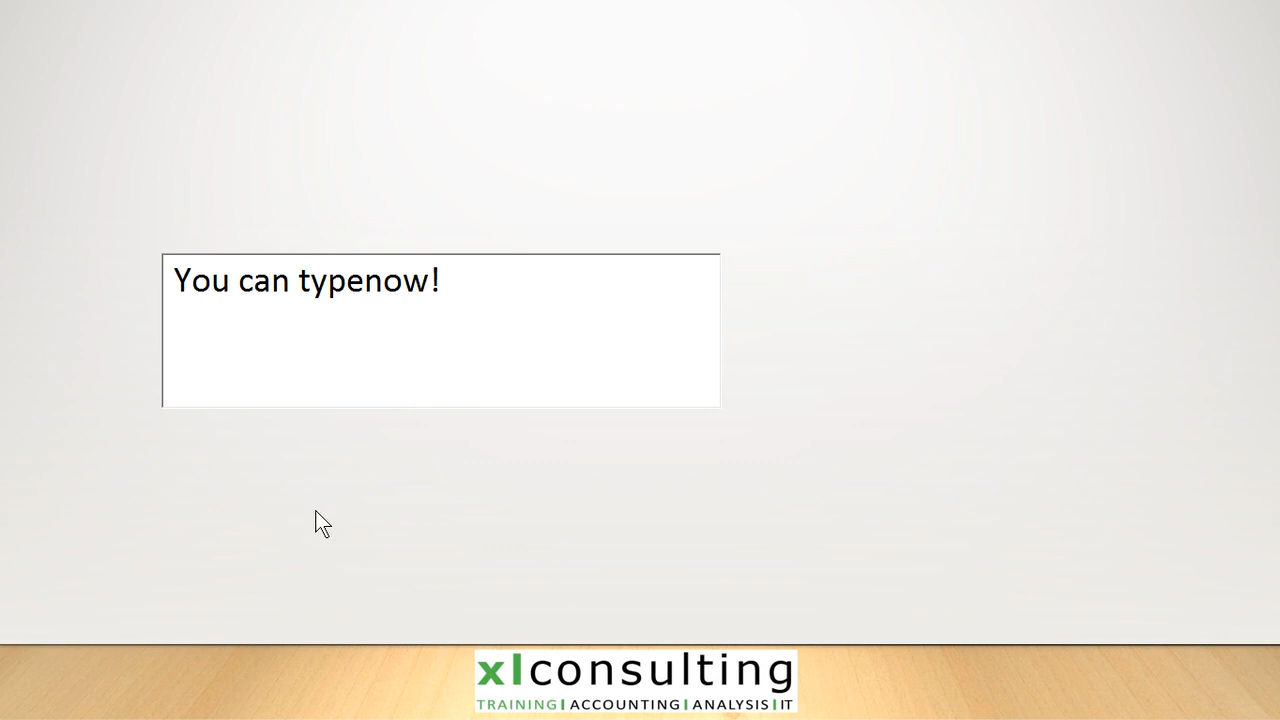 You can typenow!
xlconsulting
TRAINING | ACCOUNTING | ANALYSIS | IT